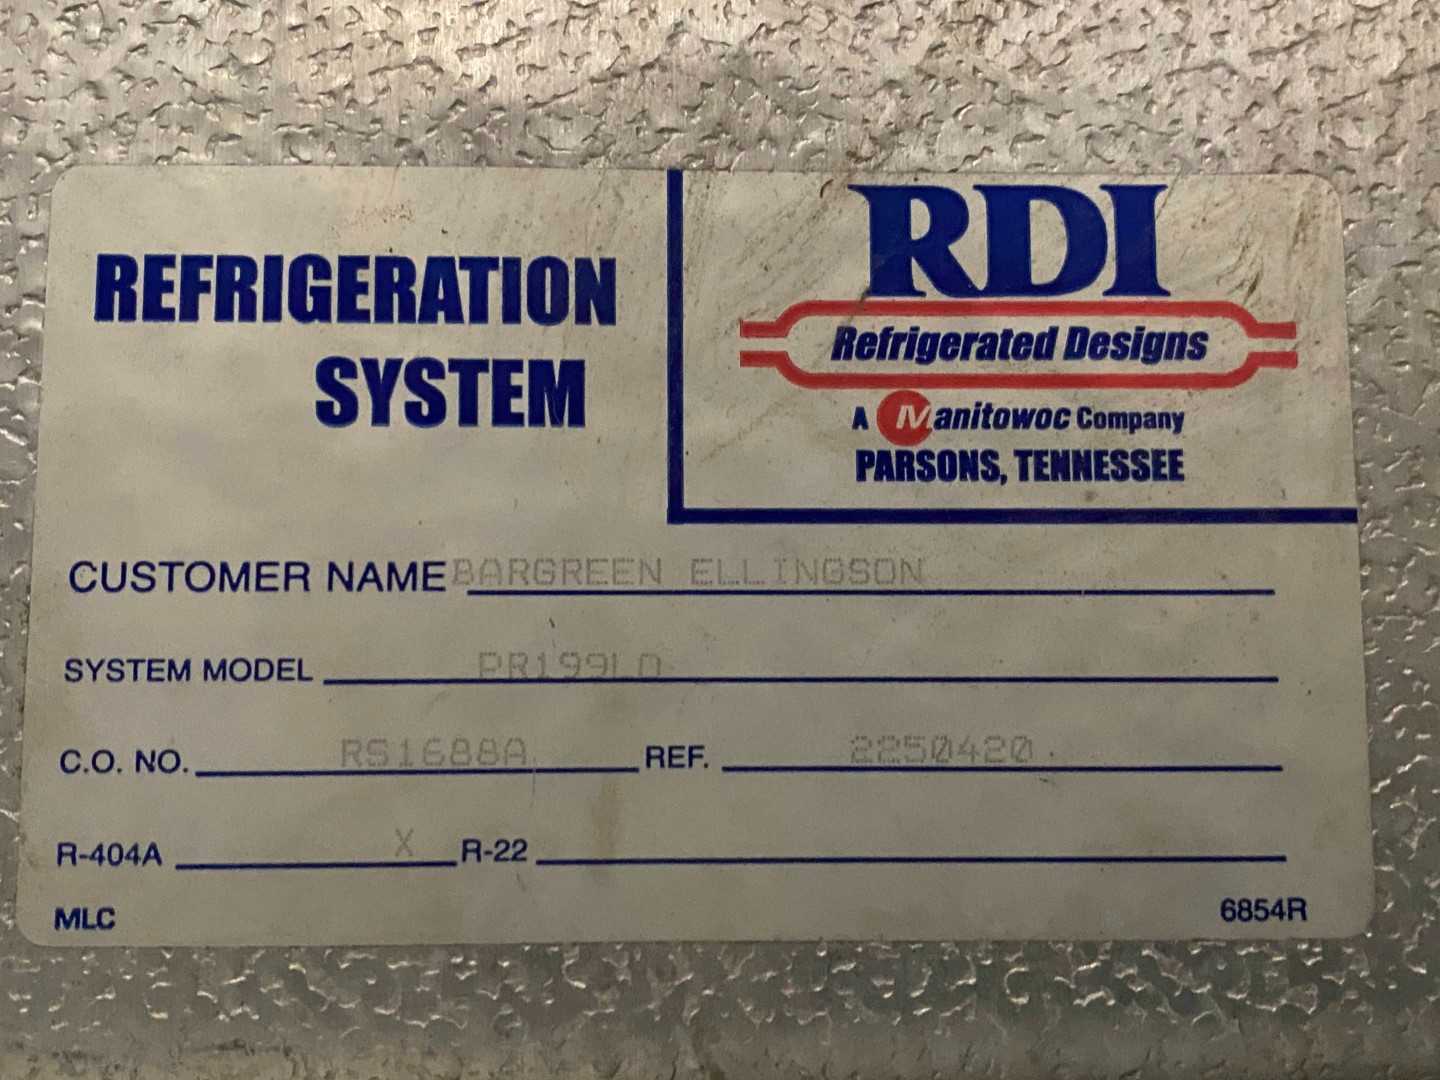 REFRIGERATION
SYSTEM
RDI
Refrigerated Designs
A Manitowoc Company
PARSONS, TENNESSEE
CUSTOMER NAME BARGREEN ELLINGSON
SYSTEM MODEL PR199LD
C.O. NO. RS1688A REF. 2250420
R-404A X R-22
MLC
6854R